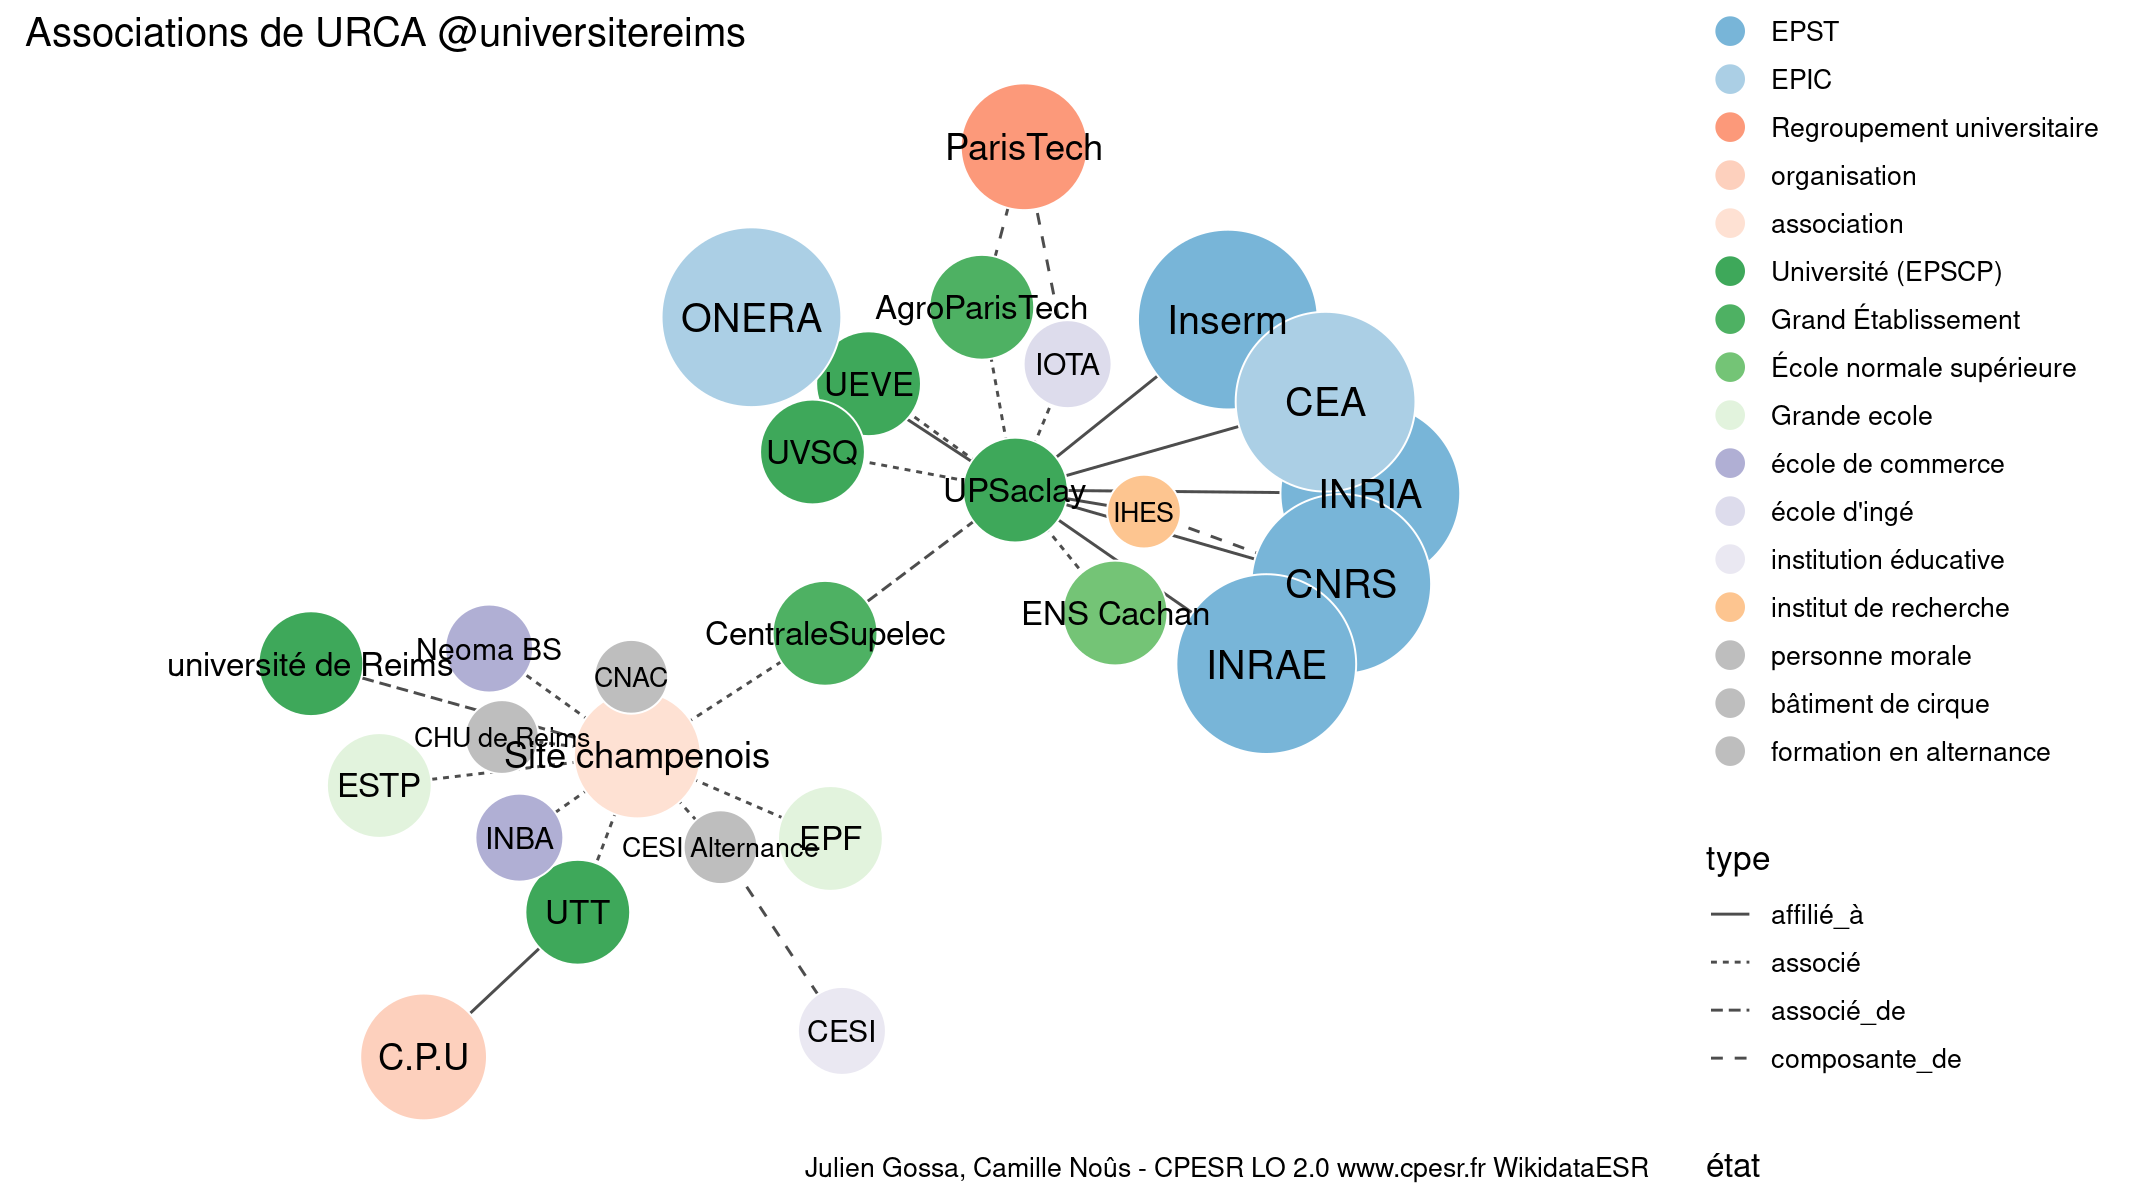 Associations de URCA @universitereims
ParisTech
ONERA
AgroParisTech
Inserm
IOTA
UEVE
CEA
UVSQ
UPSaclay
INRIA
IHES
CNRS
ENS Cachan
CentraleSupelec
INRAE
université de Reims
Neoma BS
CNAC
CHU de Reims
Site champenois
ESTP
INBA
CESI Alternance
EPF
UTT
CESI
C.P.U
EPST
EPIC
Regroupement universitaire
organisation
association
Université (EPSCP)
Grand Établissement
École normale supérieure
Grande ecole
école de commerce
école d'ingé
institution éducative
institut de recherche
personne morale
bâtiment de cirque
formation en alternance
type
affilié_à
associé
associé_de
composante_de
état
Julien Gossa, Camille Noûs - CPESR LO 2.0 www.cpesr.fr WikidataESR